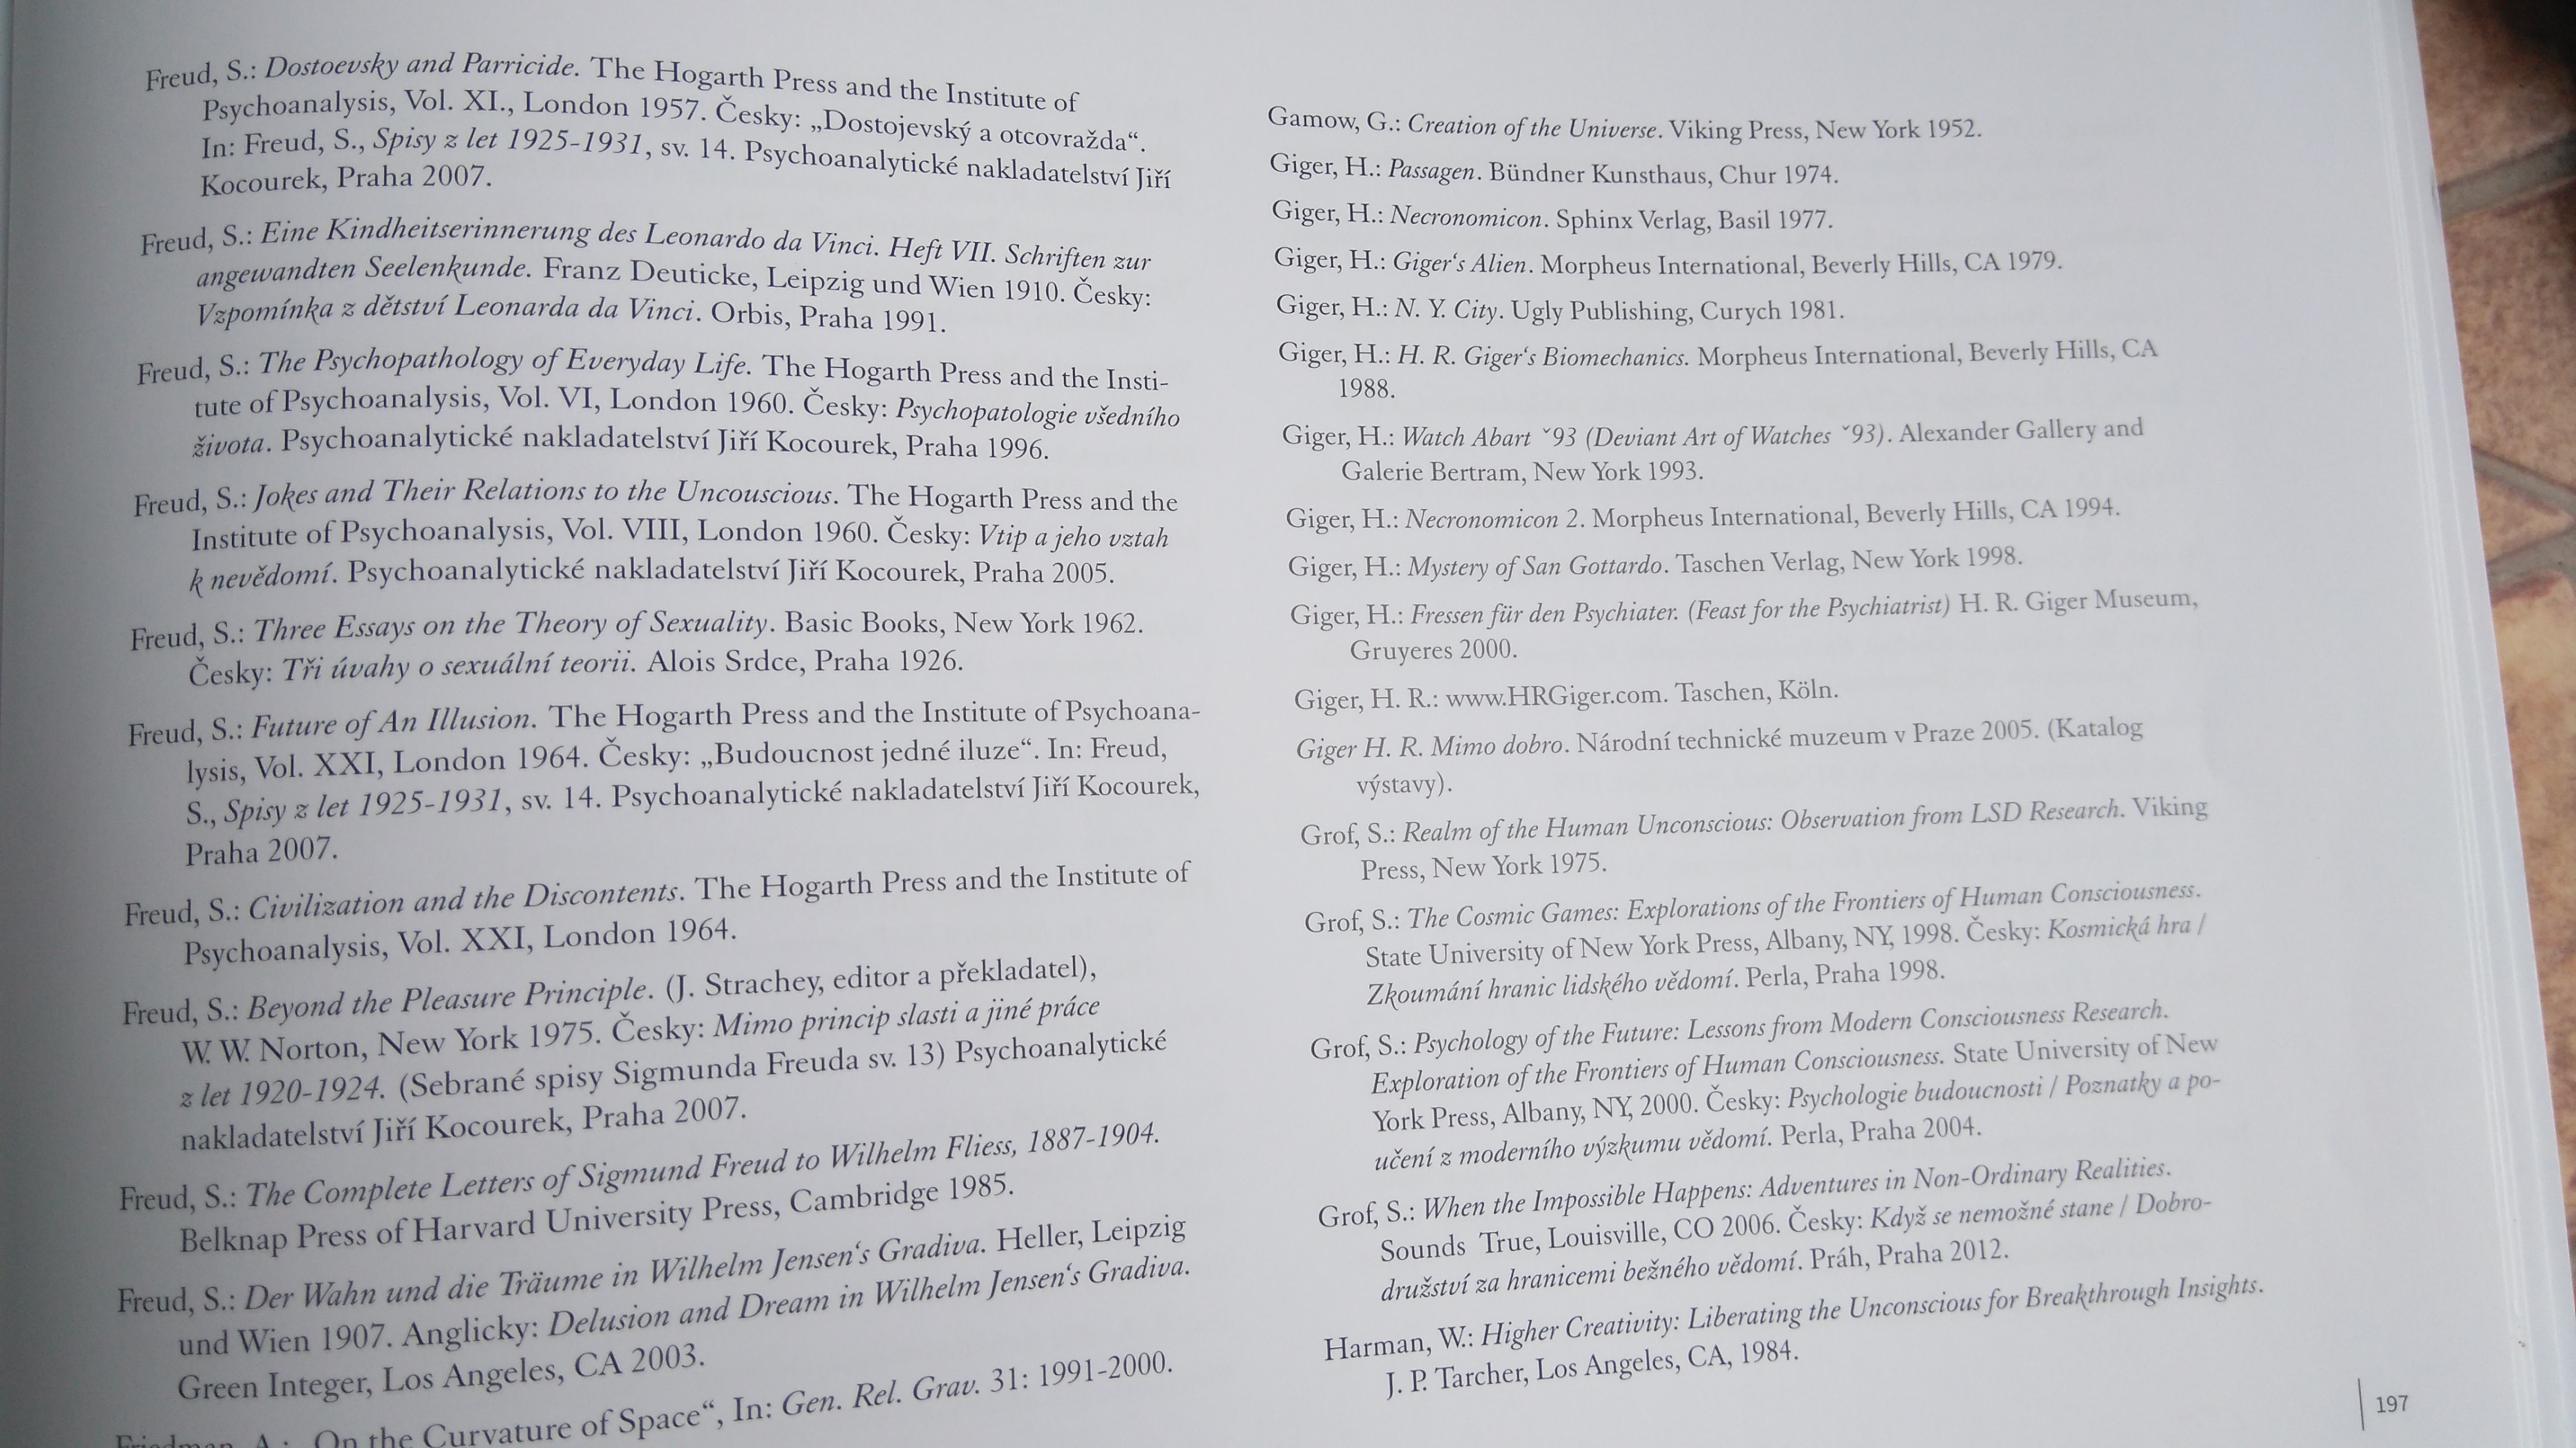 Freud, S.: Dostoevsky and Parricide. The Hogarth Press and the Institute of
Psychoanalysis, Vol. XI., London 1957. Česky: „Dostojevský a otcovražda“.
In: Freud, S., Spisy z let 1925-1931, sv. 14. Psychoanalytické nakladatelství Jiří
Kocourek, Praha 2007.
Freud, S.: Eine Kindheitserinnerung des Leonardo da Vinci. Heft VII. Schriften zur
angewandten Seelenkunde. Franz Deuticke, Leipzig und Wien 1910. Česky:
Vzpomínka z dětství Leonarda da Vinci. Orbis, Praha 1991.
Freud, S.: The Psychopathology of Everyday Life. The Hogarth Press and the Insti-
tute of Psychoanalysis, Vol. VI, London 1960. Česky: Psychopatologie všedního
života. Psychoanalytické nakladatelství Jiří Kocourek, Praha 1996.
Freud, S.: Jokes and Their Relations to the Uncouscious. The Hogarth Press and the
Institute of Psychoanalysis, Vol. VIII, London 1960. Česky: Vtip a jeho vztah
k nevědomí. Psychoanalytické nakladatelství Jiří Kocourek, Praha 2005.
Freud, S.: Three Essays on the Theory of Sexuality. Basic Books, New York 1962.
Česky: Tři úvahy o sexuální teorii. Alois Srdce, Praha 1926.
Freud, S.: Future of An Illusion. The Hogarth Press and the Institute of Psychoana-
lysis, Vol. XXI, London 1964. Česky: „Budoucnost jedné iluze“. In: Freud,
S., Spisy z let 1925-1931, sv. 14. Psychoanalytické nakladatelství Jiří Kocourek,
Praha 2007.
Freud, S.: Civilization and the Discontents. The Hogarth Press and the Institute of
Psychoanalysis, Vol. XXI, London 1964.
Freud, S.: Beyond the Pleasure Principle. (J. Strachey, editor a překladatel),
W. W. Norton, New York 1975. Česky: Mimo princip slasti a jiné práce
z let 1920-1924. (Sebrané spisy Sigmunda Freuda sv. 13) Psychoanalytické
nakladatelství Jiří Kocourek, Praha 2007.
Freud, S.: The Complete Letters of Sigmund Freud to Wilhelm Fliess, 1887-1904.
Belknap Press of Harvard University Press, Cambridge 1985.
Freud, S.: Der Wahn und die Träume in Wilhelm Jensen's Gradiva. Heller, Leipzig
und Wien 1907. Anglicky: Delusion and Dream in Wilhelm Jensen's Gradiva.
Green Integer, Los Angeles, CA 2003.
Friedman, A.: „On the Curvature of Space“, In: Gen. Rel. Grav. 31: 1991-2000.
Gamow, G.: Creation of the Universe. Viking Press, New York 1952.
Giger, H.: Passagen. Bündner Kunsthaus, Chur 1974.
Giger, H.: Necronomicon. Sphinx Verlag, Basil 1977.
Giger, H.: Giger's Alien. Morpheus International, Beverly Hills, CA 1979.
Giger, H.: N. Y. City. Ugly Publishing, Curych 1981.
Giger, H.: H. R. Giger's Biomechanics. Morpheus International, Beverly Hills, CA
1988.
Giger, H.: Watch Abart ˇ93 (Deviant Art of Watches ˇ93). Alexander Gallery and
Galerie Bertram, New York 1993.
Giger, H.: Necronomicon 2. Morpheus International, Beverly Hills, CA 1994.
Giger, H.: Mystery of San Gottardo. Taschen Verlag, New York 1998.
Giger, H.: Fressen für den Psychiater. (Feast for the Psychiatrist) H. R. Giger Museum,
Gruyeres 2000.
Giger, H. R.: www.HRGiger.com. Taschen, Köln.
Giger H. R. Mimo dobro. Národní technické muzeum v Praze 2005. (Katalog
výstavy).
Grof, S.: Realm of the Human Unconscious: Observation from LSD Research. Viking
Press, New York 1975.
Grof, S.: The Cosmic Games: Explorations of the Frontiers of Human Consciousness.
State University of New York Press, Albany, NY, 1998. Česky: Kosmická hra /
Zkoumání hranic lidského vědomí. Perla, Praha 1998.
Grof, S.: Psychology of the Future: Lessons from Modern Consciousness Research.
Exploration of the Frontiers of Human Consciousness. State University of New
York Press, Albany, NY, 2000. Česky: Psychologie budoucnosti / Poznatky a po-
učení z moderního výzkumu vědomí. Perla, Praha 2004.
Grof, S.: When the Impossible Happens: Adventures in Non-Ordinary Realities.
Sounds True, Louisville, CO 2006. Česky: Když se nemožné stane / Dobro-
družství za hranicemi bežného vědomí. Práh, Praha 2012.
Harman, W.: Higher Creativity: Liberating the Unconscious for Breakthrough Insights.
J. P. Tarcher, Los Angeles, CA, 1984.
197